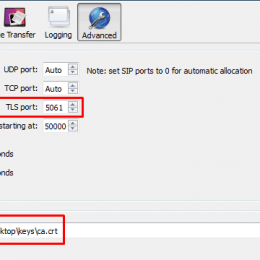 e Transfer Logging Advanced
UDP port: Auto Note: set SIP ports to 0 for automatic allocation
TCP port: Auto
TLS port: 5061
starting at: 50000
onds
onds
ktop\keys\ca.crt